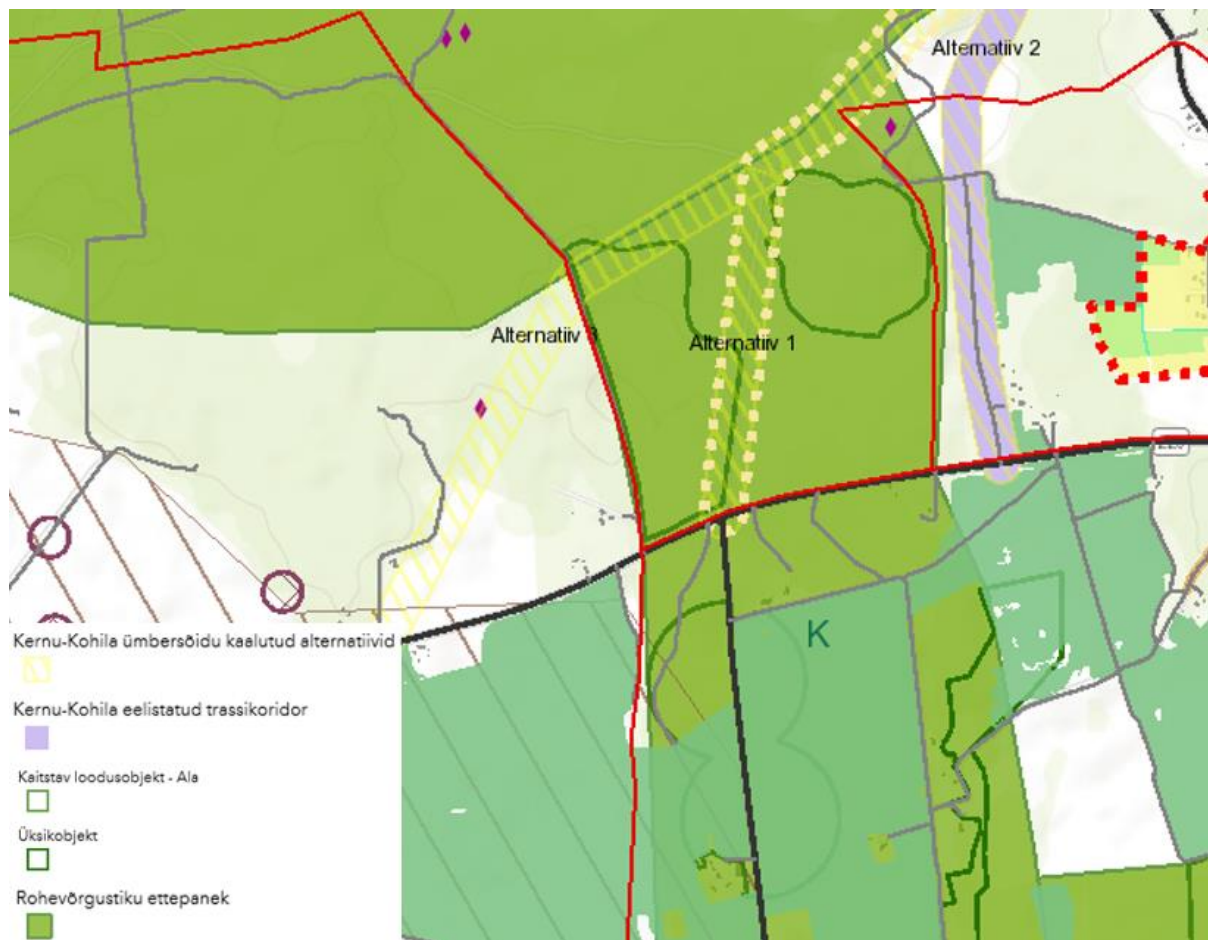 Alternatiiv 2
Alternatiiv 3
Alternatiiv 1
K
Kernu-Kohila ümbersõidu kaalutud alternatiivid
Kernu-Kohila eelistatud trassikoridor
Kaitstav loodusobjekt - Ala
Üksikobjekt
Rohevõrgustiku ettepanek